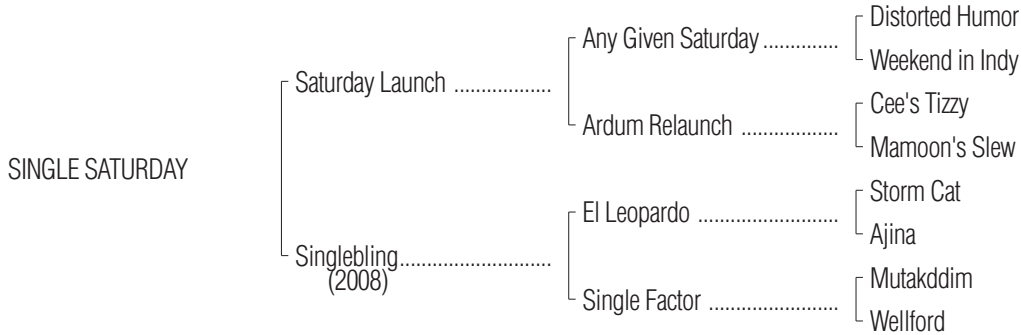 SINGLE SATURDAY
Saturday Launch ..................
Singlebling............................
(2008)
Any Given Saturday ..............
Ardum Relaunch ..................
El Leopardo ..........................
Single Factor ........................
Distorted Humor
Weekend in Indy
Cee's Tizzy
Mamoon's Slew
Storm Cat
Ajina
Mutakddim
Wellford